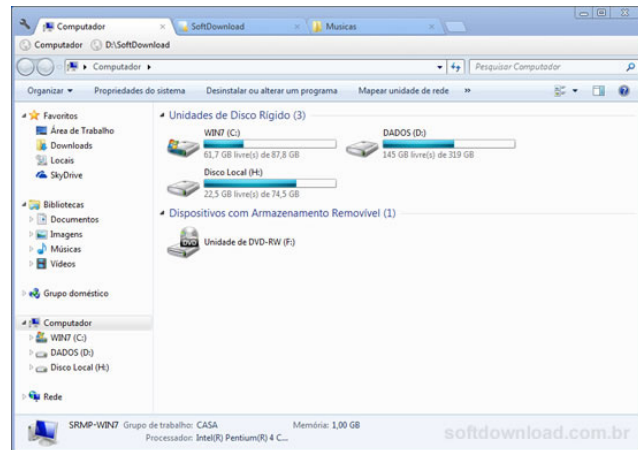 Computador
SoftDownload
Musicas
Computador
D:\SoftDownload
Computador
Pesquisar Computador
Organizar
Propriedades do sistema
Desinstalar ou alterar um programa
Mapear unidade de rede
»
Favoritos
Área de Trabalho
Downloads
Locais
SkyDrive
Bibliotecas
Documentos
Imagens
Músicas
Vídeos
Grupo doméstico
Computador
WIN7 (C:)
DADOS (D:)
Disco Local (H:)
Rede
Unidades de Disco Rígido (3)
WIN7 (C:)
61,7 GB livre(s) de 87,8 GB
DADOS (D:)
145 GB livre(s) de 319 GB
Disco Local (H:)
22,5 GB livre(s) de 74,5 GB
Dispositivos com Armazenamento Removível (1)
DVD
Unidade de DVD-RW (F:)
SRMP-WIN7 Grupo de trabalho: CASA Memória: 1,00 GB
Processador: Intel(R) Pentium(R) 4 C...
softdownload.com.br